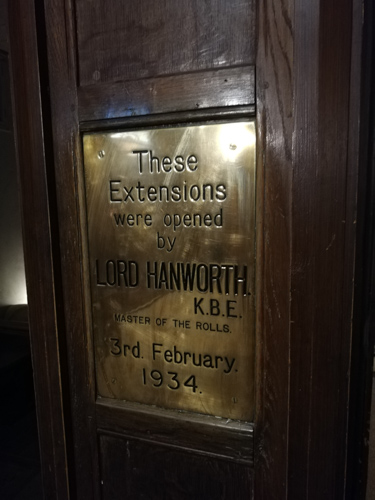 These
Extensions
were opened
by
LORD HANWORTH.
K.B.E.
MASTER OF THE ROLLS.
3rd. February.
1934.